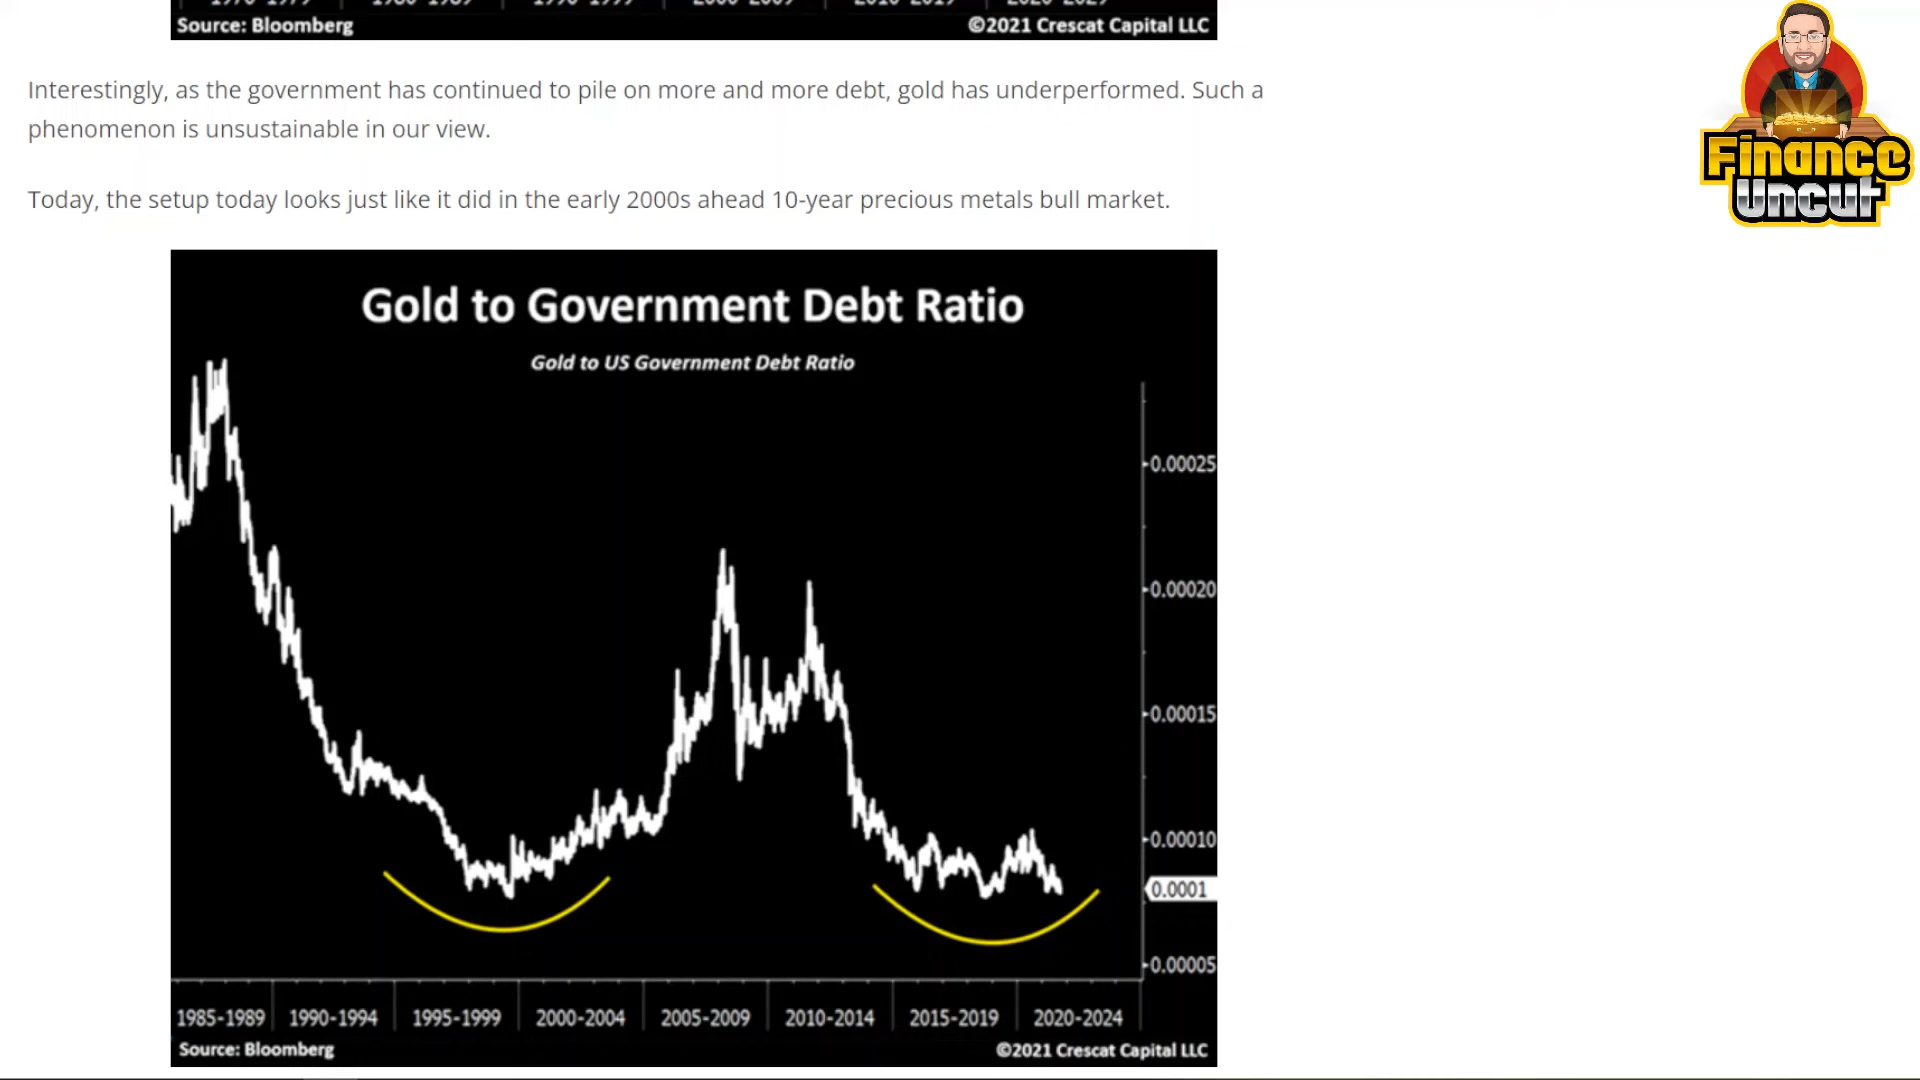 Source: Bloomberg ©2021 Crescat Capital LLC
Interestingly, as the government has continued to pile on more and more debt, gold has underperformed. Such a
phenomenon is unsustainable in our view.
Today, the setup today looks just like it did in the early 2000s ahead 10-year precious metals bull market.
Finance
Uncut
Gold to Government Debt Ratio
Gold to US Government Debt Ratio
0.00025
0.00020
0.00015
0.00010
0.0001
0.00005
1985-1989 1990-1994 1995-1999 2000-2004 2005-2009 2010-2014 2015-2019 2020-2024
Source: Bloomberg ©2021 Crescat Capital LLC